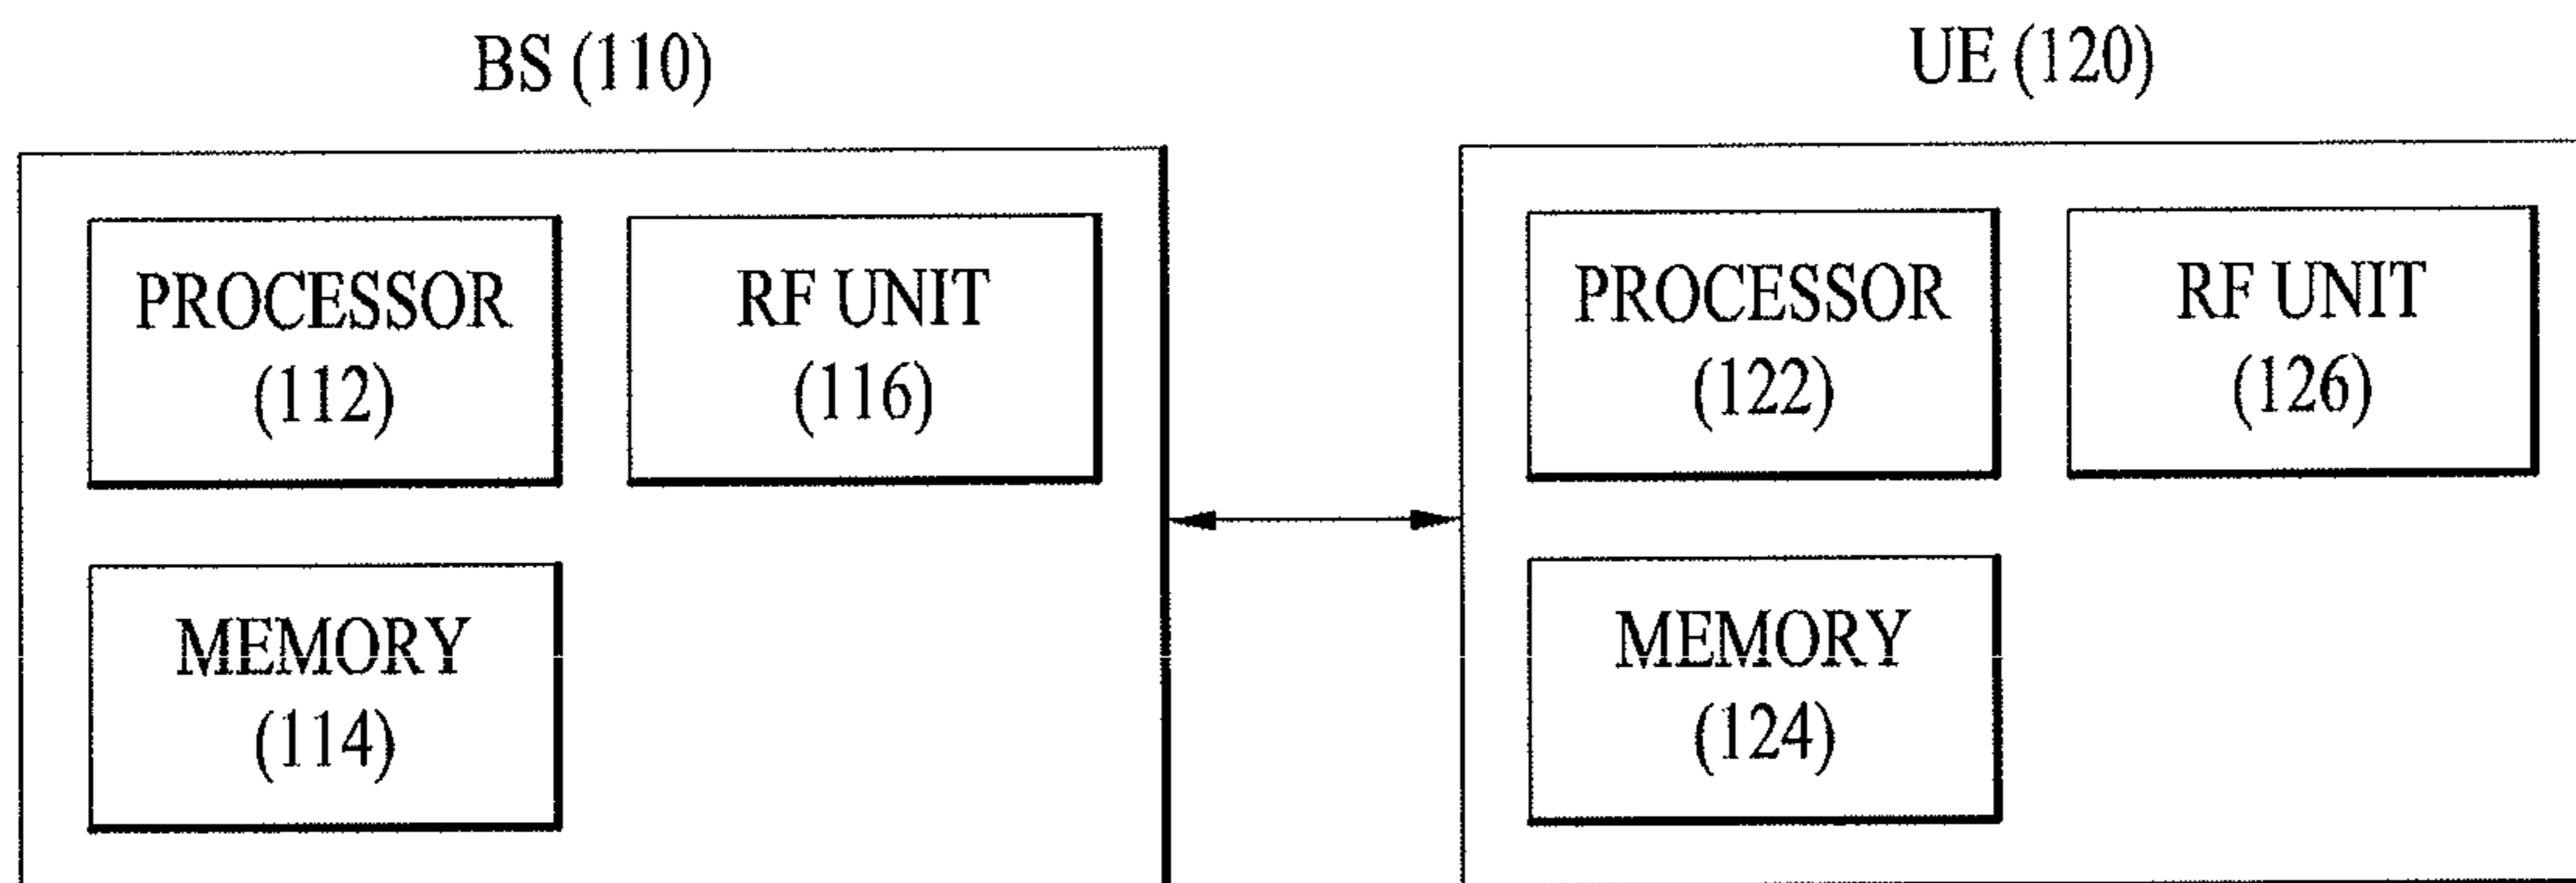 BS (110)
PROCESSOR
(112)
RF UNIT
(116)
MEMORY
(114)
UE (120)
PROCESSOR
(122)
RF UNIT
(126)
MEMORY
(124)